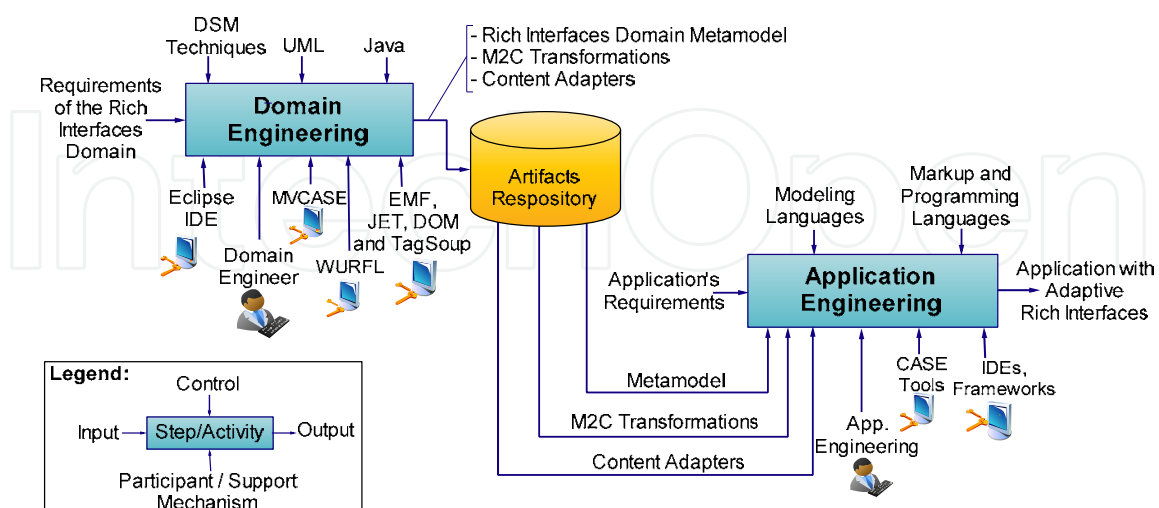 DSM
Techniques
UML
Java
- Rich Interfaces Domain Metamodel
- M2C Transformations
- Content Adapters
Requirements
of the Rich
Interfaces
Domain
Domain
Engineering
Eclipse
IDE
Domain
Engineer
MVCASE
WURFL
EMF,
JET, DOM
and TagSoup
Artifacts
Respository
Modeling
Languages
Markup and
Programming
Languages
Application's
Requirements
Application
Engineering
Application with
Adaptive
Rich Interfaces
Metamodel
M2C Transformations
Content Adapters
App.
Engineering
CASE
Tools
IDEs,
Frameworks
Legend:
Control
Input
Step/Activity
Output
Participant / Support
Mechanism
IntechOpen